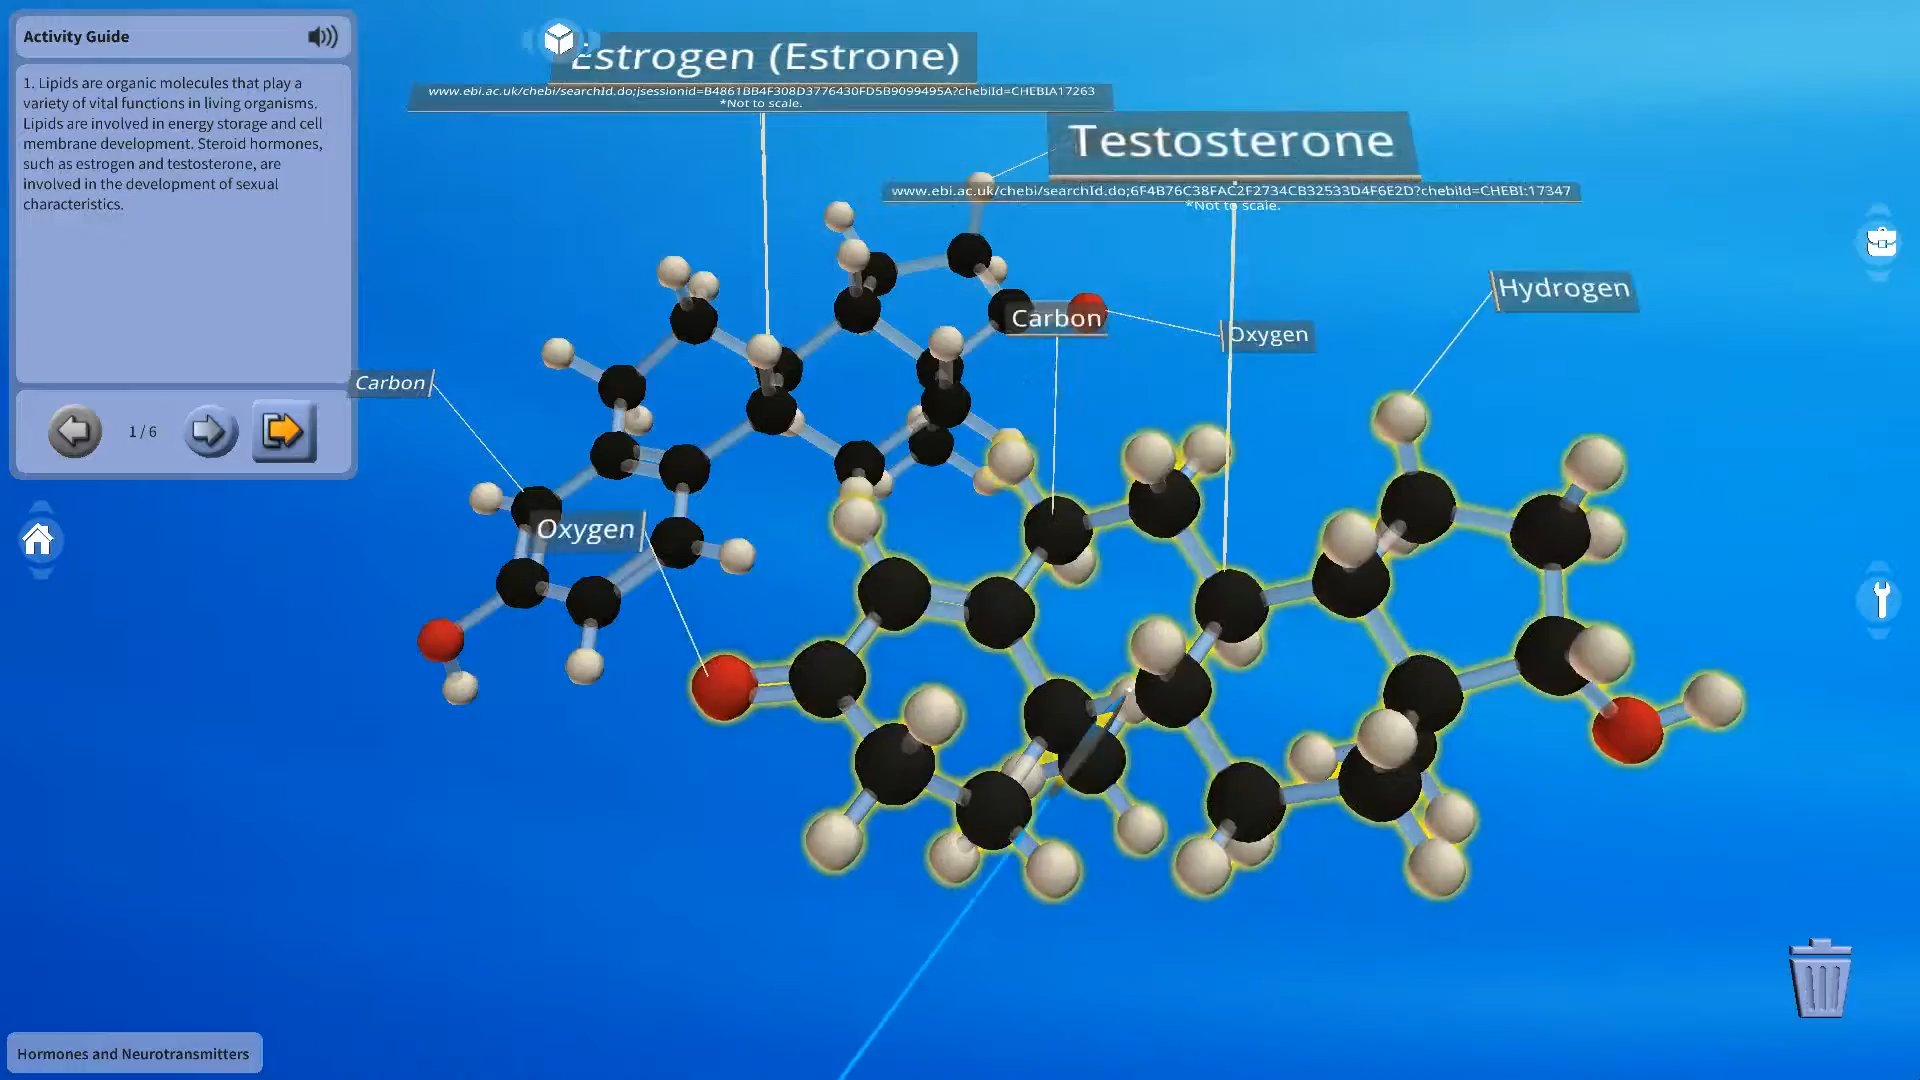 Activity Guide
1. Lipids are organic molecules that play a
variety of vital functions in living organisms.
Lipids are involved in energy storage and cell
membrane development. Steroid hormones,
such as estrogen and testosterone, are
involved in the development of sexual
characteristics.
1 / 6
Estrogen (Estrone)
www.ebi.ac.uk/chebi/searchId.do;jsessionid=B4861BB4F308D3776430FD5B9099495A?chebiId=CHEBIA17263
*Not to scale.
Testosterone
www.ebi.ac.uk/chebi/searchId.do;6F4B76C38FAC2F2734CB32533D4F6E2D?chebiId=CHEBI:17347
*Not to scale.
Hydrogen
Carbon
Oxygen
Carbon
Oxygen
Hormones and Neurotransmitters